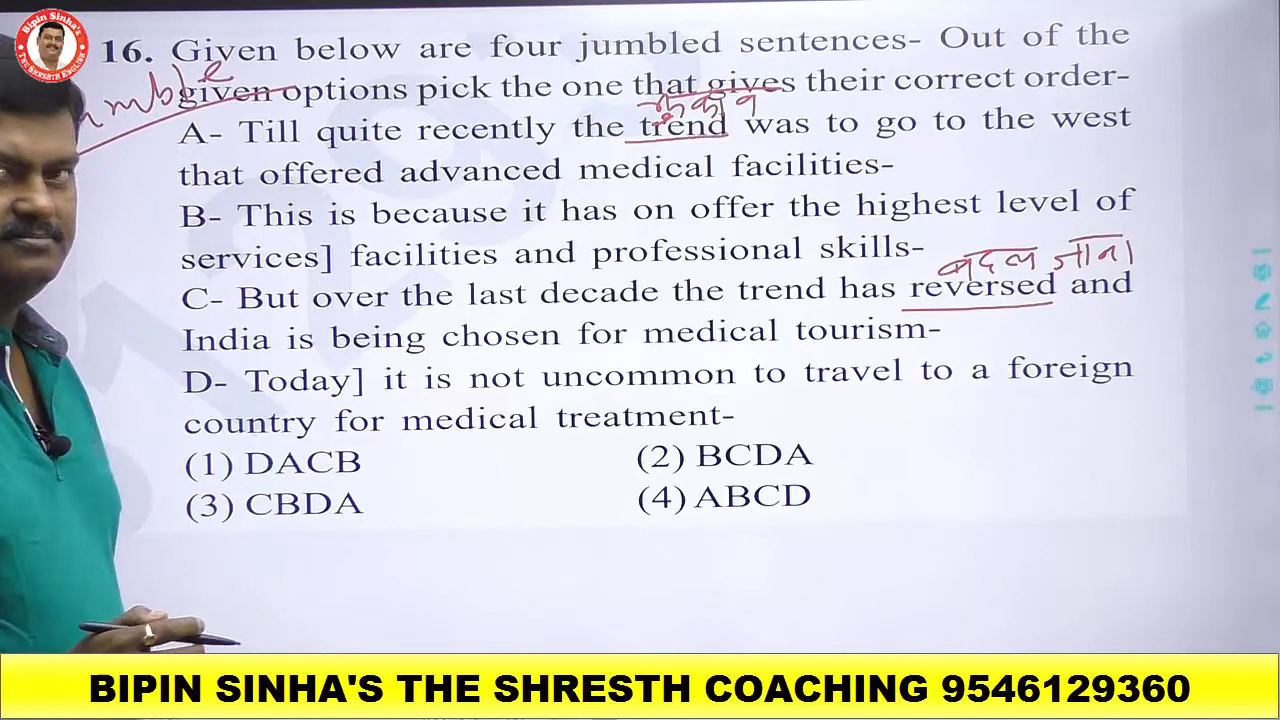 Bipin Sinha's
THE SHRESTH ENGLISH
16. Given below are four jumbled sentences- Out of the
given options pick the one that gives their correct order-
A- Till quite recently the trend was to go to the west
that offered advanced medical facilities-
B- This is because it has on offer the highest level of
services] facilities and professional skills-
बदल जाना
C- But over the last decade the trend has reversed and
India is being chosen for medical tourism-
D- Today] it is not uncommon to travel to a foreign
country for medical treatment-
(1) DACB (2) BCDA
(3) CBDA (4) ABCD
BIPIN SINHA'S THE SHRESTH COACHING 9546129360